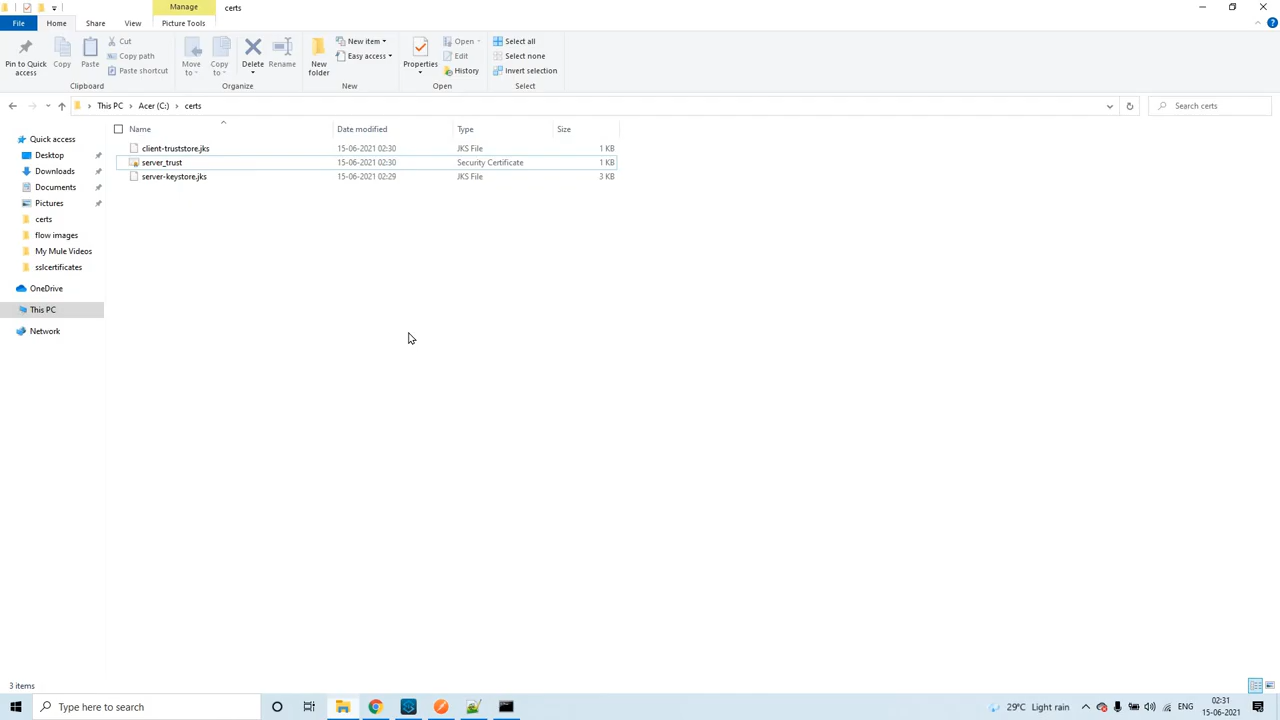 Manage
certs
File
Home
Share
View
Picture Tools
Pin to Quick access
Copy
Paste
Cut
Copy path
Paste shortcut
Clipboard
Move to
Copy to
Delete
Rename
Organize
New folder
New item
Easy access
New
Properties
Open
Edit
History
Open
Select all
Select none
Invert selection
Select
This PC
Acer (C:)
certs
Search certs
Name
Date modified
Type
Size
client-truststore.jks 15-06-2021 02:30 JKS File 1 KB
server_trust 15-06-2021 02:30 Security Certificate 1 KB
server-keystore.jks 15-06-2021 02:29 JKS File 3 KB
Quick access
Desktop
Downloads
Documents
Pictures
certs
flow images
My Mule Videos
sslcertificates
OneDrive
This PC
Network
3 items
Type here to search
29°C Light rain
ENG
02:31
15-06-2021